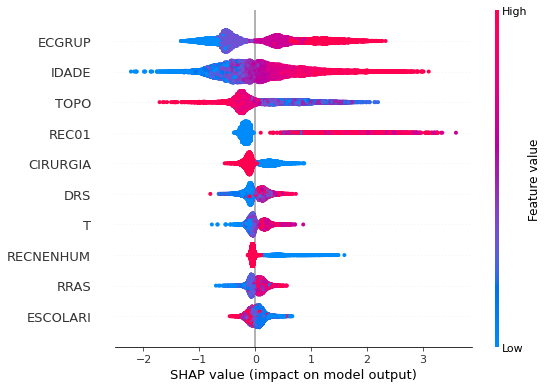 High
ECGRUP
IDADE
TOPO
REC01
CIRURGIA
DRS
T
RECNENHUM
RRAS
ESCOLARI
Feature value
Low
−2 −1 0 1 2 3
SHAP value (impact on model output)